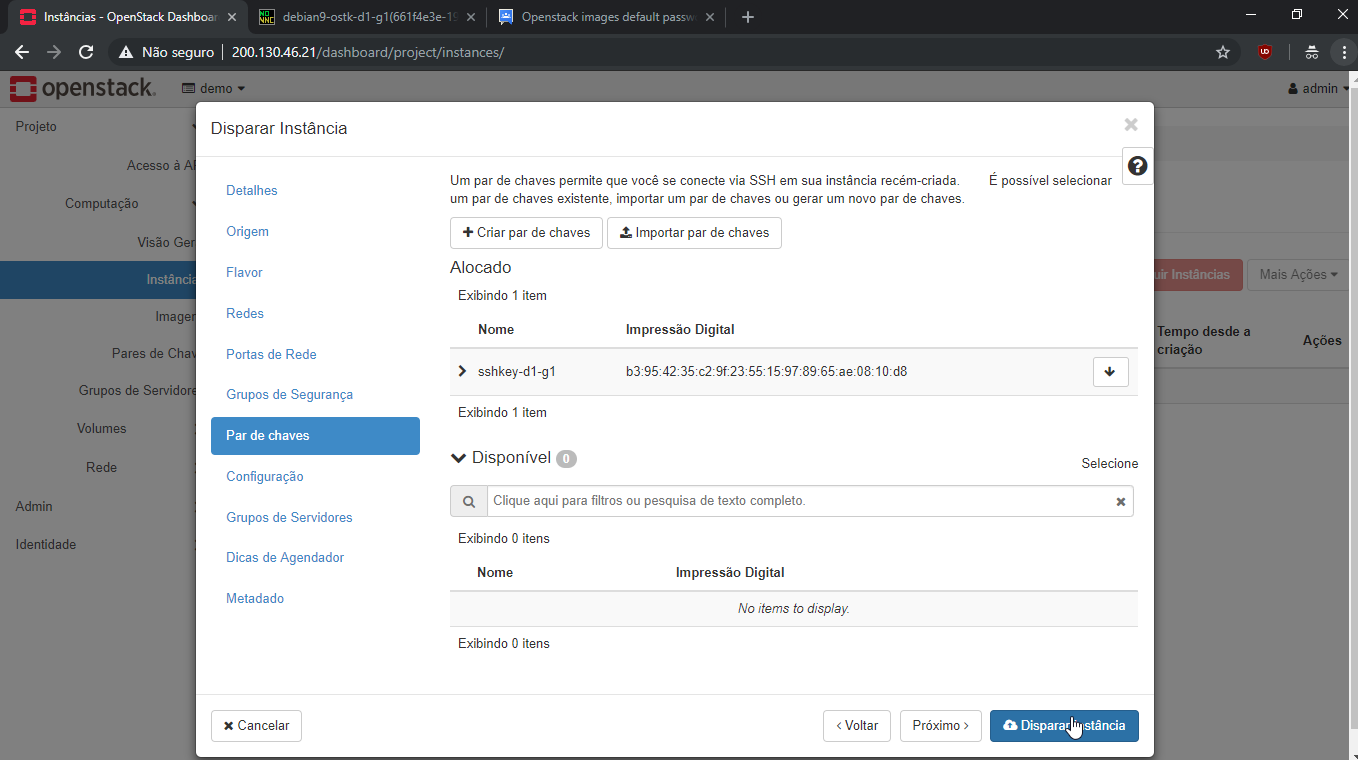 Instâncias - OpenStack Dashboar
debian9-ostk-d1-g1(661f4e3e-19
Openstack images default passw
Não seguro
200.130.46.21/dashboard/project/instances/
openstack.
demo
admin
Projeto
Acesso à AP
Computação
Visão Ger
Instância
Imagen
Pares de Chav
Grupos de Servidore
Volumes
Rede
Admin
Identidade
Disparar Instância
Detalhes
Origem
Flavor
Redes
Portas de Rede
Grupos de Segurança
Par de chaves
Configuração
Grupos de Servidores
Dicas de Agendador
Metadado
Um par de chaves permite que você se conecte via SSH em sua instância recém-criada. É possível selecionar
um par de chaves existente, importar um par de chaves ou gerar um novo par de chaves.
Criar par de chaves
Importar par de chaves
Alocado
Exibindo 1 item
Nome Impressão Digital
sshkey-d1-g1 b3:95:42:35:c2:9f:23:55:15:97:89:65:ae:08:10:d8
Exibindo 1 item
Disponível 0
Selecione
Clique aqui para filtros ou pesquisa de texto completo.
Exibindo 0 itens
Nome Impressão Digital
No items to display.
Exibindo 0 itens
Cancelar
‹ Voltar
Próximo ›
Disparar stância
uir Instâncias
Mais Ações
Tempo desde a
criação
Ações